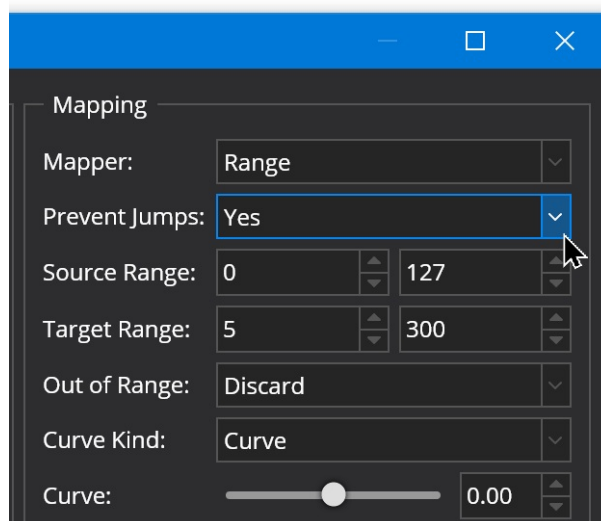 Mapping
Mapper: Range
Prevent Jumps: Yes
Source Range: 0 127
Target Range: 5 300
Out of Range: Discard
Curve Kind: Curve
Curve: 0.00